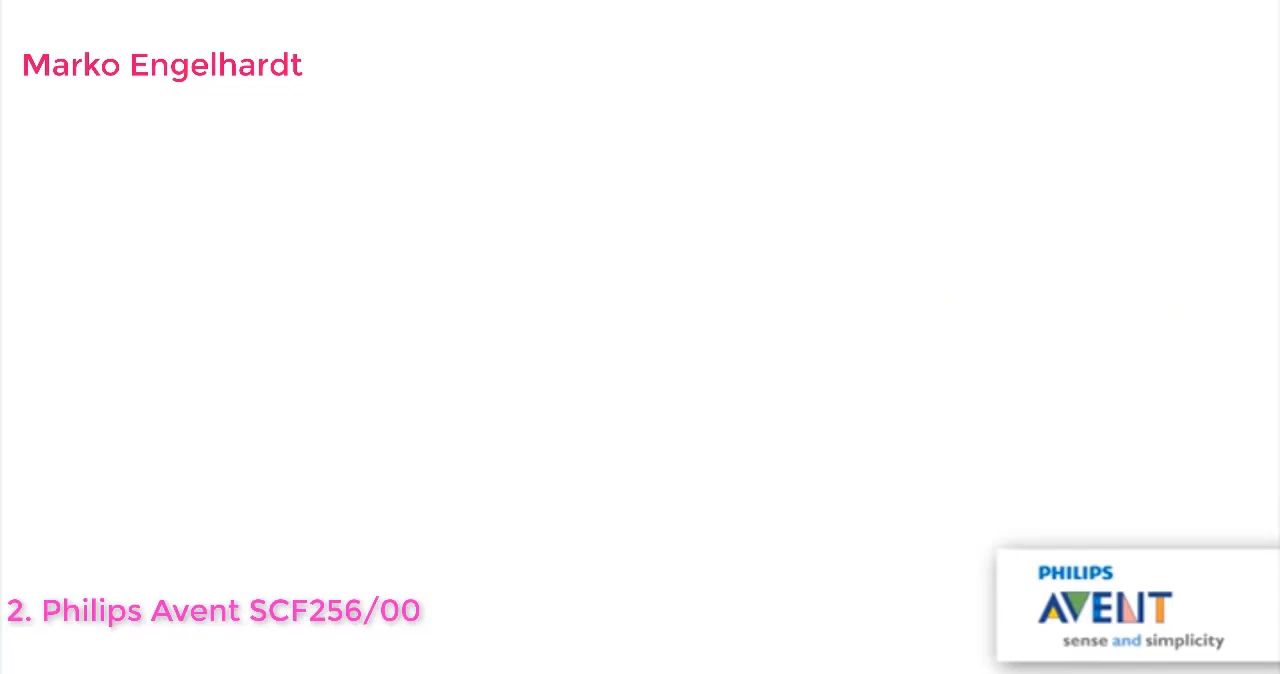 Marko Engelhardt
2. Philips Avent SCF256/00
PHILIPS
AVENT
sense and simplicity